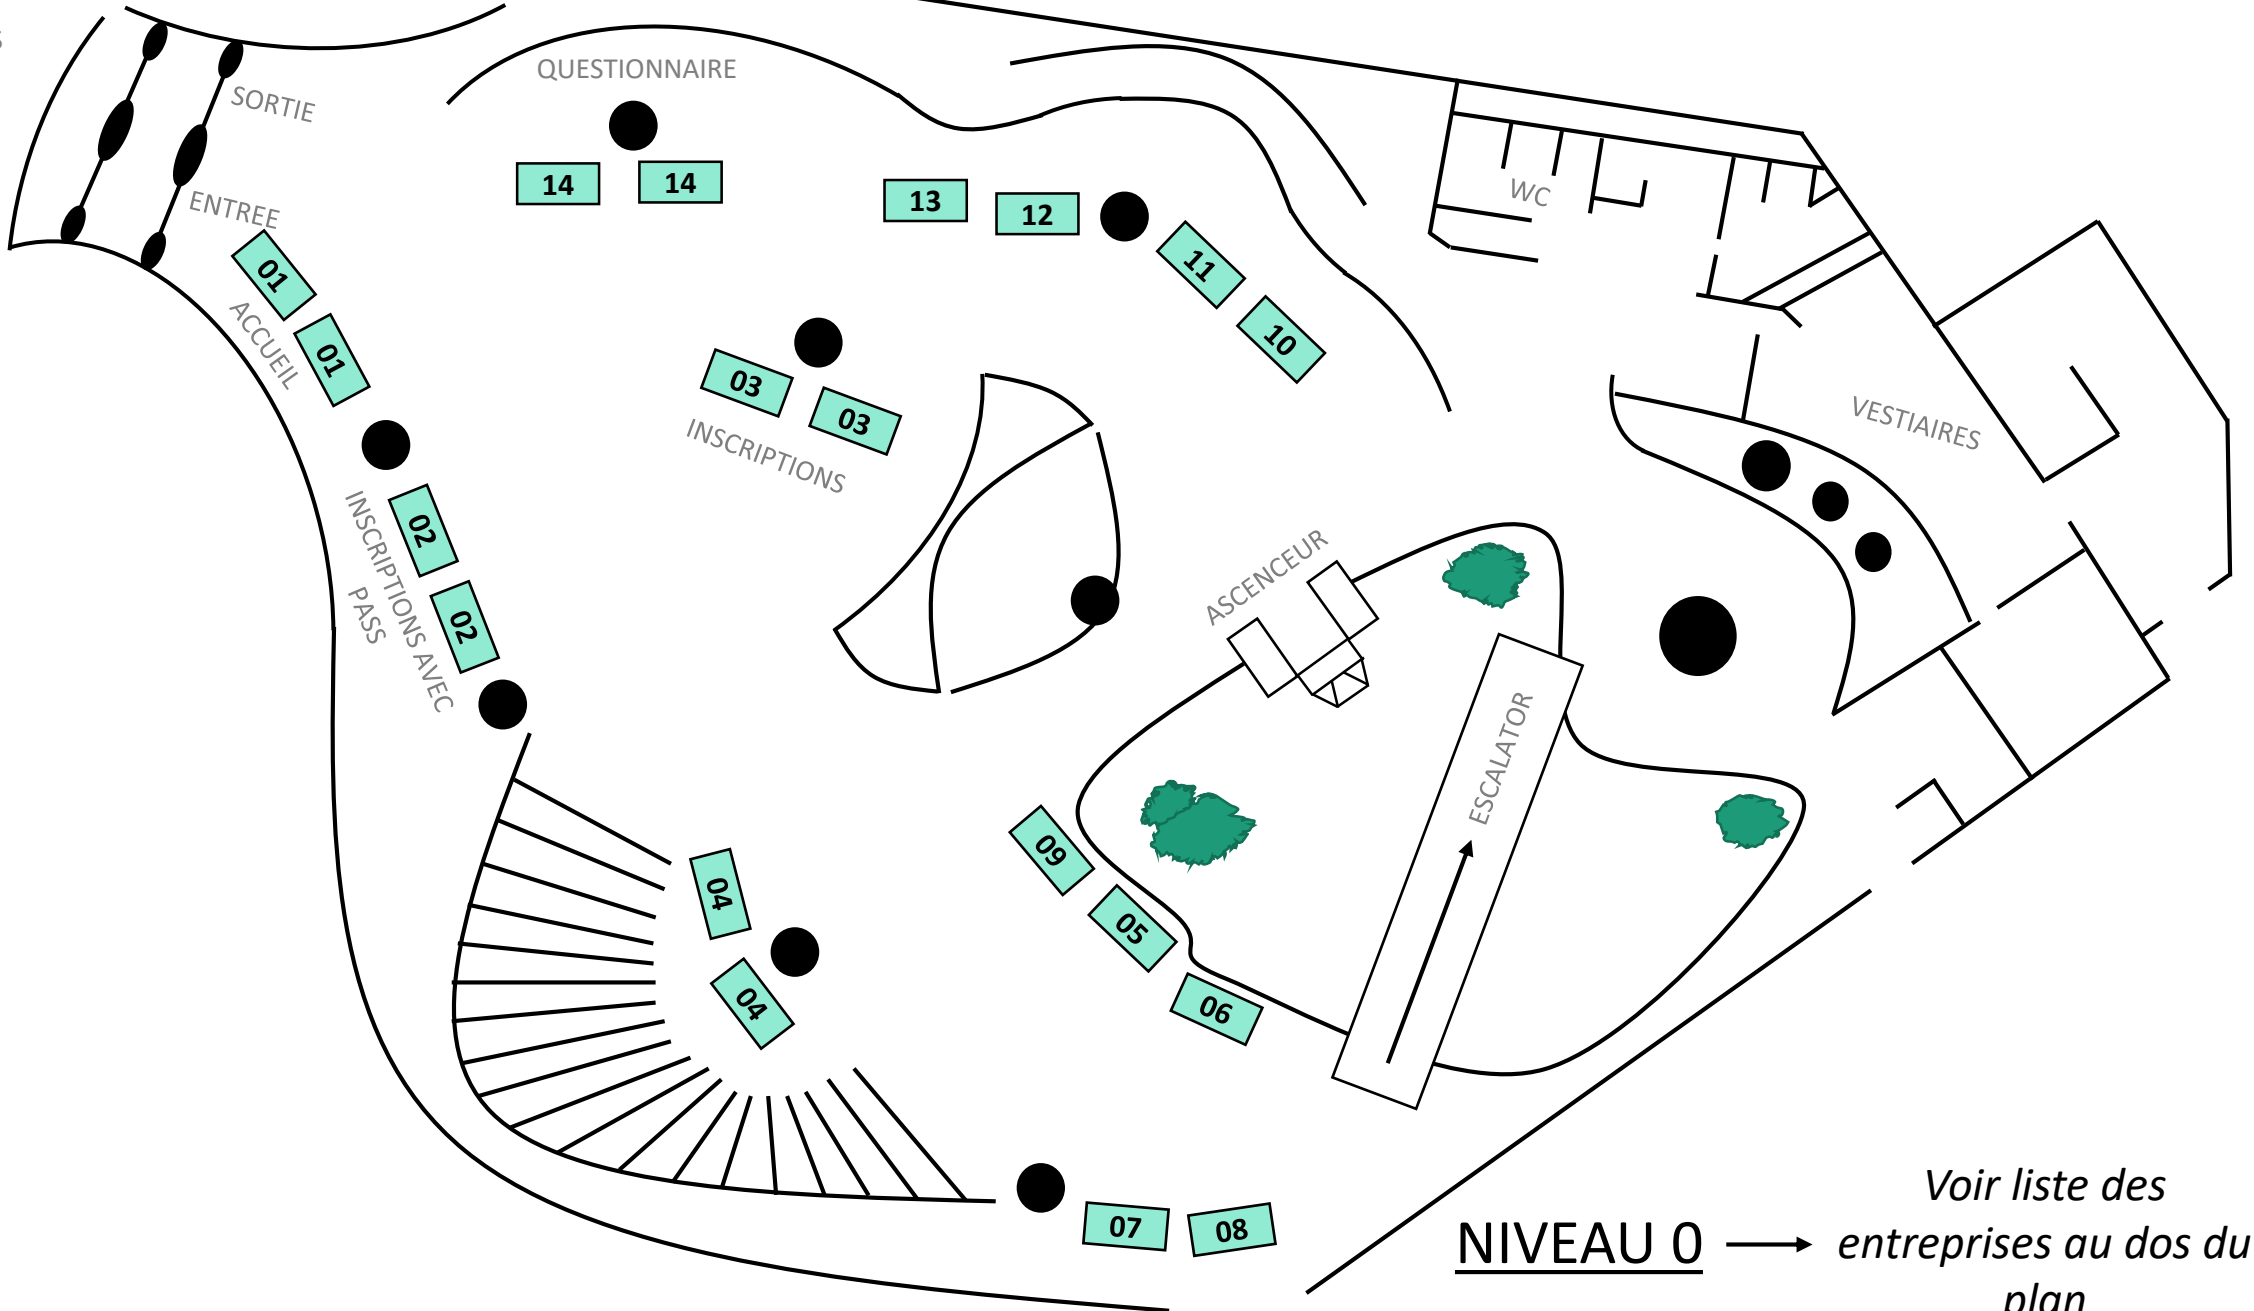 QUESTIONNAIRE
SORTIE
ENTREE
14
14
13
12
11
10
WC
01
ACCUEIL
01
03
03
INSCRIPTIONS
VESTIAIRES
02
INSCRIPTIONS AVEC
PASS
02
ASCENCEUR
ESCALATOR
04
04
09
05
06
07
08
NIVEAU 0
Voir liste des
entreprises au dos du
plan